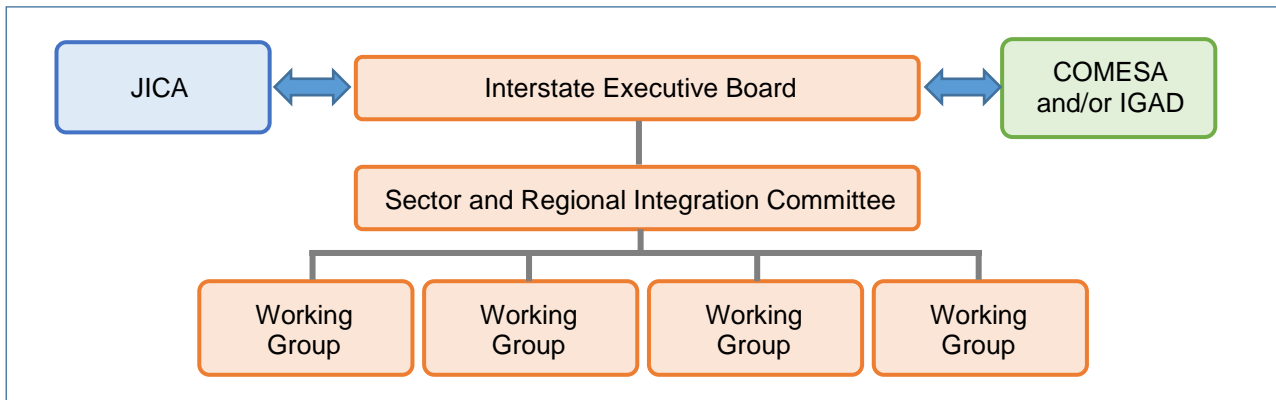 JICA
Interstate Executive Board
COMESA
and/or IGAD
Sector and Regional Integration Committee
Working
Group
Working
Group
Working
Group
Working
Group